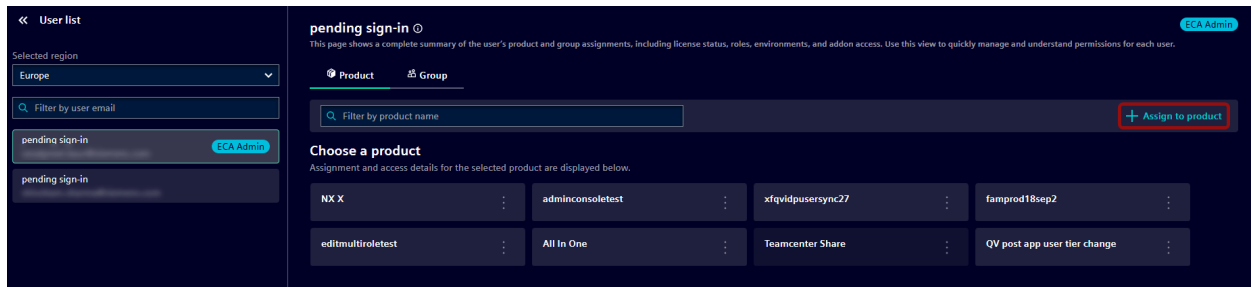 User list
Selected region
Europe
Filter by user email
pending sign-in
ECA Admin
pending sign-in
pending sign-in
ECA Admin
This page shows a complete summary of the user's product and group assignments, including license status, roles, environments, and addon access. Use this view to quickly manage and understand permissions for each user.
Product Group
Filter by product name
Assign to product
Choose a product
Assignment and access details for the selected product are displayed below.
NX X adminconsoletest xfqvidpusersync27 famprod18sep2
editmultiroletest All In One Teamcenter Share QV post app user tier change